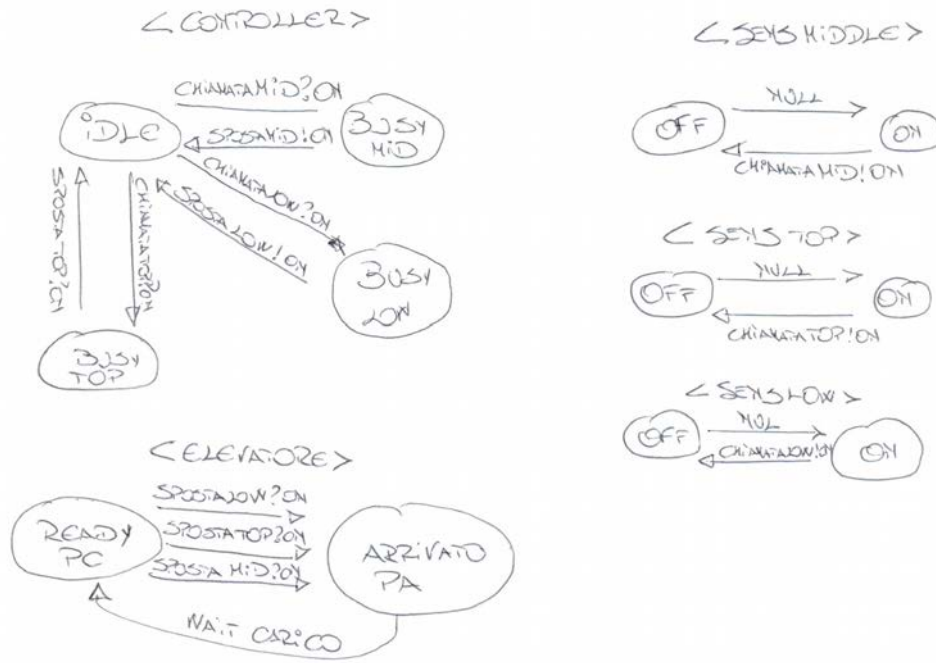 < CONTROLLER >
CHIAMATAMID?ON
IDLE
SPOSTAMID!ON
BUSY
MID
CHIAMATALOW?ON
SPOSTALOW!ON
BUSY
LOW
SPOSTATOP!ON
CHIAMATATOP?ON
BUSY
TOP
< ELEVATORE >
READY
PC
SPOSTALOW?ON
SPOSTATOP?ON
SPOSTA MID?ON
ARRIVATO
PA
WAIT CARICO
< SENS MIDDLE >
OFF
NULL
ON
CHIAMATAMID!ON
< SENS TOP >
OFF
NULL
ON
CHIAMATATOP!ON
< SENS LOW >
OFF
NUL
CHIAMATALOW!ON
ON